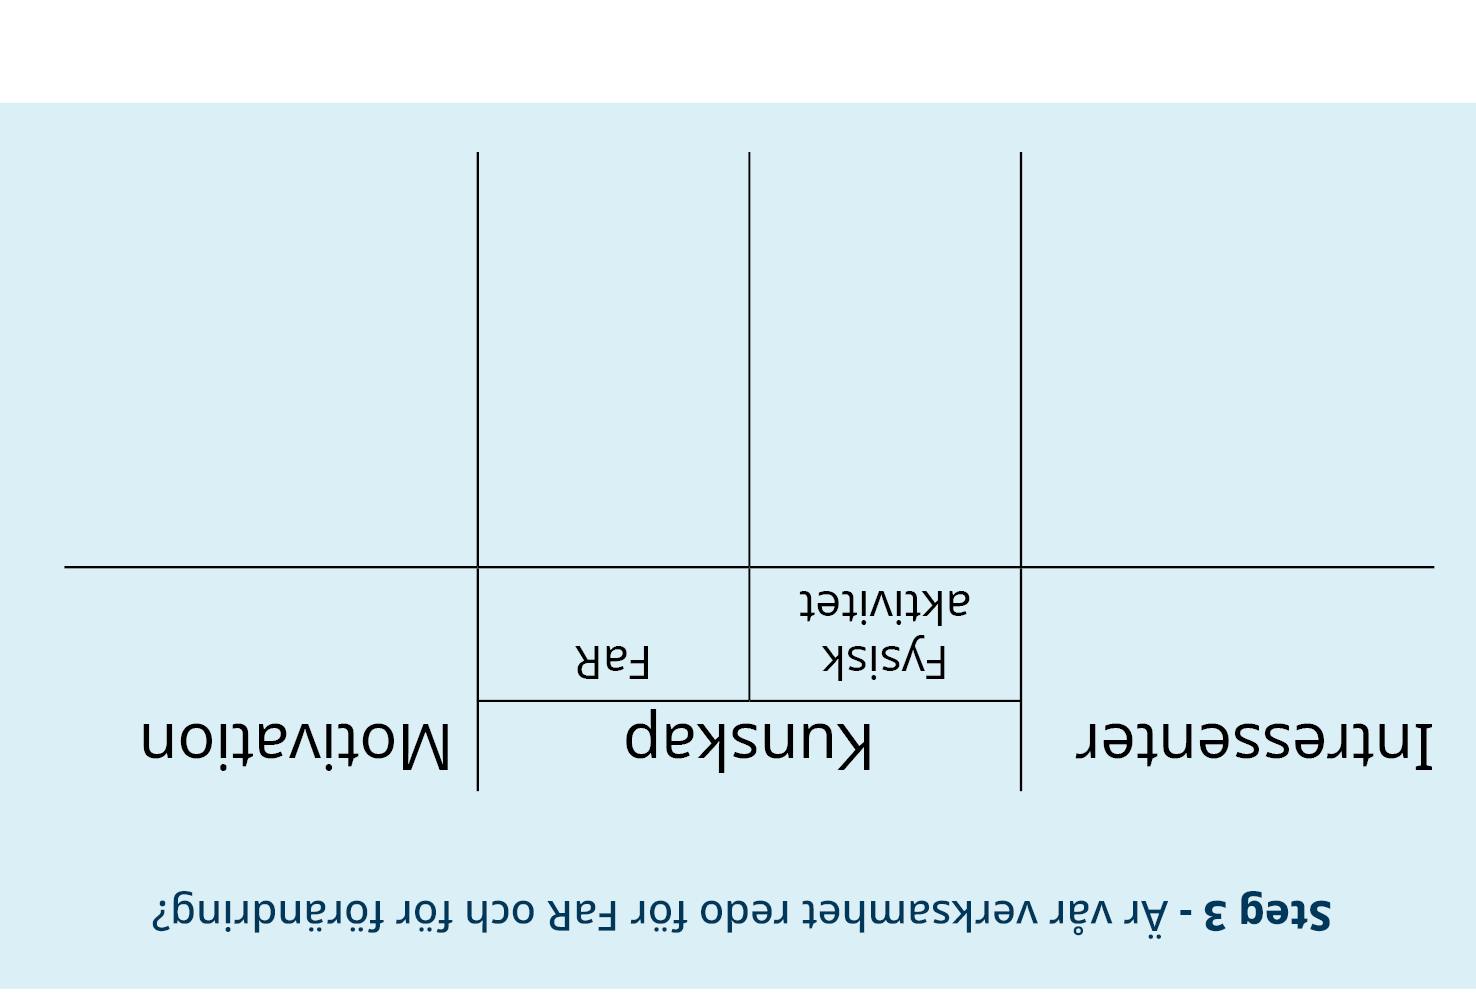 Steg 3 - Är vår verksamhet redo för FaR och för förändring?
Intressenter Kunskap Motivation
Fysisk FaR
aktivitet